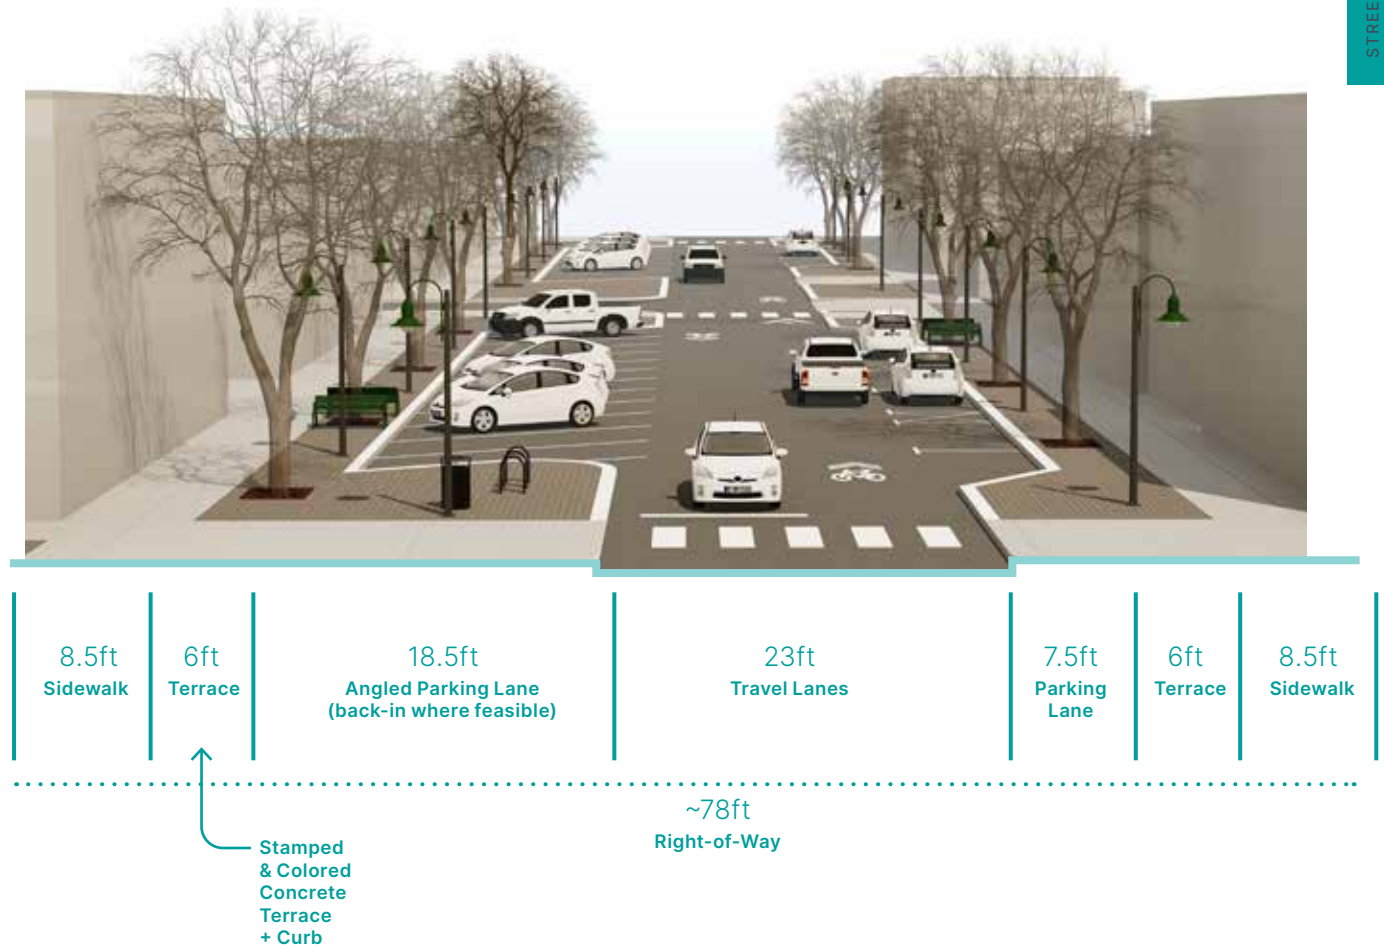 STREE
8.5ft
Sidewalk
6ft
Terrace
18.5ft
Angled Parking Lane
(back-in where feasible)
23ft
Travel Lanes
7.5ft
Parking
Lane
6ft
Terrace
8.5ft
Sidewalk
~78ft
Right-of-Way
Stamped
& Colored
Concrete
Terrace
+ Curb